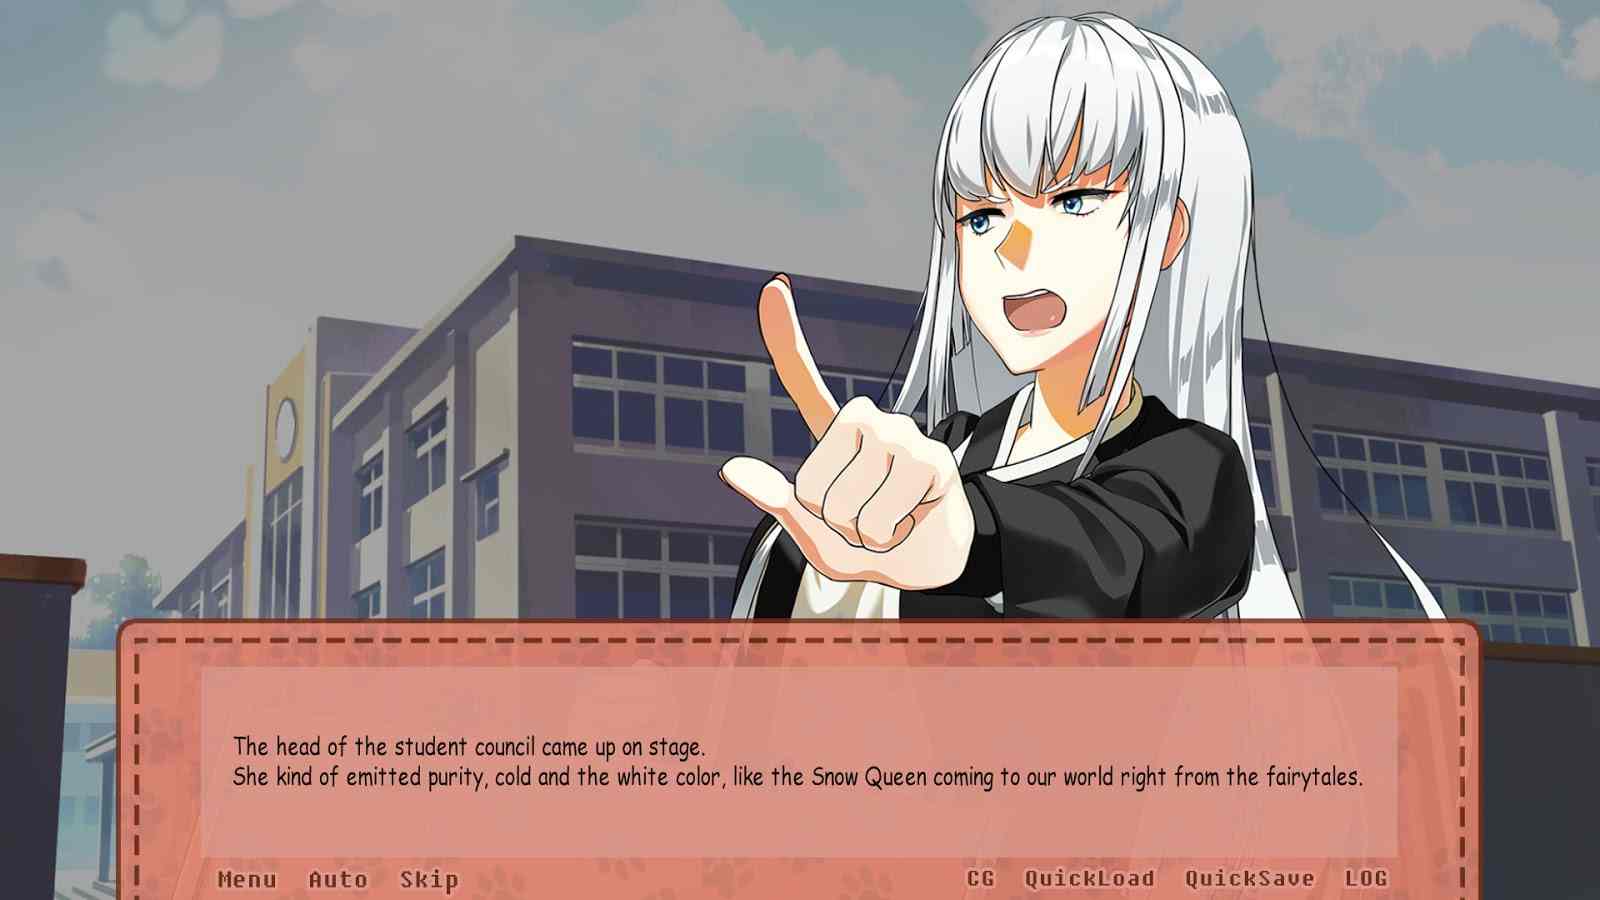 The head of the student council came up on stage.
She kind of emitted purity, cold and the white color, like the Snow Queen coming to our world right from the fairytales.
Menu Auto Skip CG QuickLoad QuickSave LOG